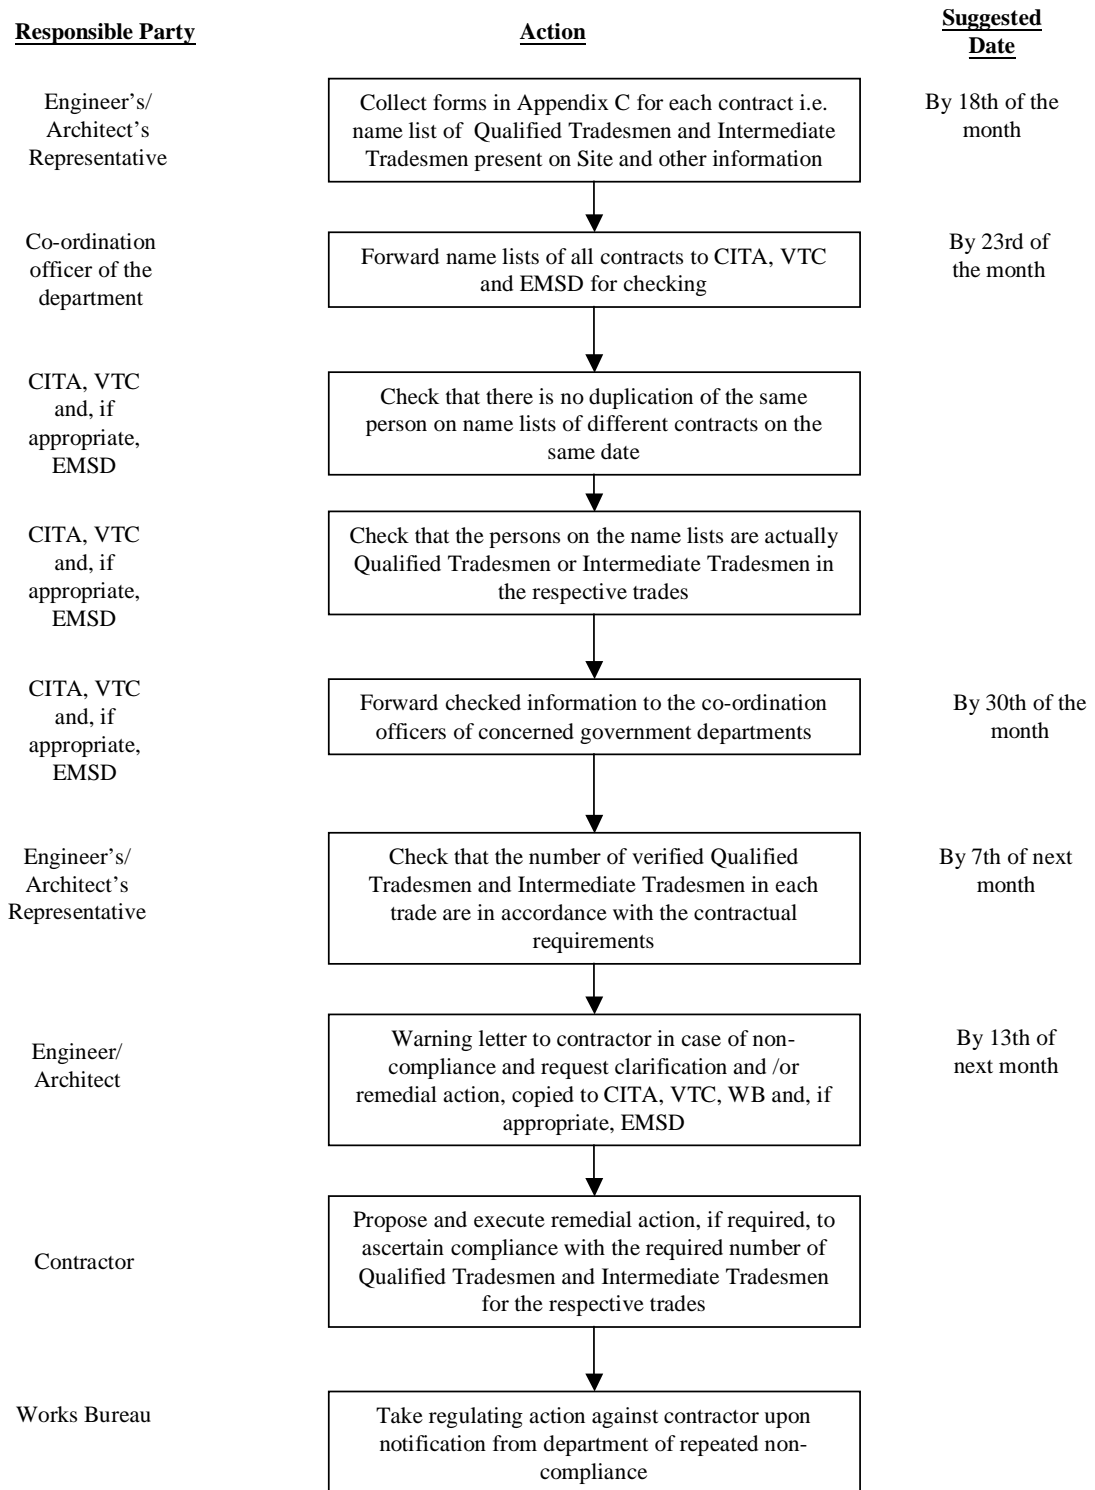 Responsible Party
Action
Suggested
Date
Engineer's/
Architect's
Representative
Collect forms in Appendix C for each contract i.e.
name list of  Qualified Tradesmen and Intermediate
Tradesmen present on Site and other information
By 18th of the
month
Co-ordination
officer of the
department
Forward name lists of all contracts to CITA, VTC
and EMSD for checking
By 23rd of
the month
CITA, VTC
and, if
appropriate,
EMSD
Check that there is no duplication of the same
person on name lists of different contracts on the
same date
CITA, VTC
and, if
appropriate,
EMSD
Check that the persons on the name lists are actually
Qualified Tradesmen or Intermediate Tradesmen in
the respective trades
CITA, VTC
and, if
appropriate,
EMSD
Forward checked information to the co-ordination
officers of concerned government departments
By 30th of the
month
Engineer's/
Architect's
Representative
Check that the number of verified Qualified
Tradesmen and Intermediate Tradesmen in each
trade are in accordance with the contractual
requirements
By 7th of next
month
Engineer/
Architect
Warning letter to contractor in case of non-
compliance and request clarification and /or
remedial action, copied to CITA, VTC, WB and, if
appropriate, EMSD
By 13th of
next month
Contractor
Propose and execute remedial action, if required, to
ascertain compliance with the required number of
Qualified Tradesmen and Intermediate Tradesmen
for the respective trades
Works Bureau
Take regulating action against contractor upon
notification from department of repeated non-
compliance